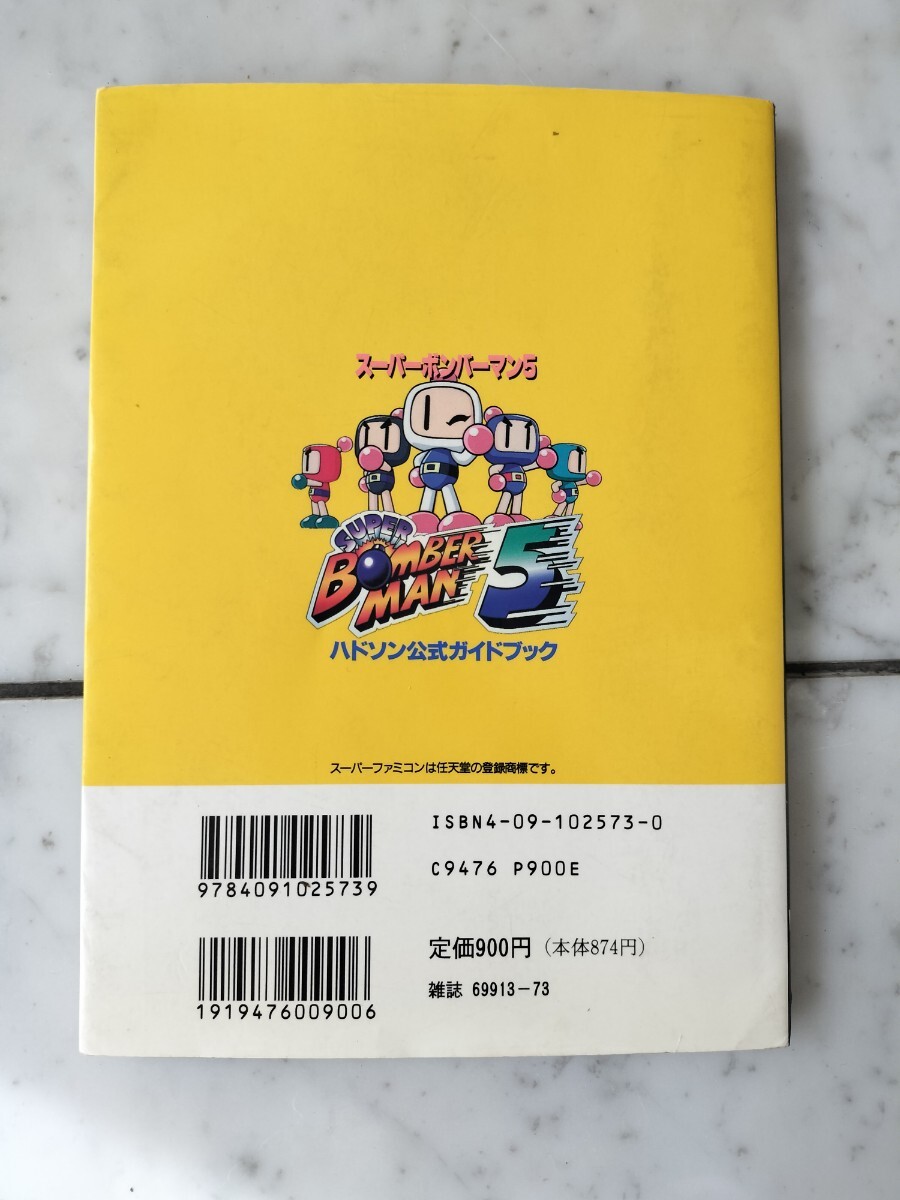 スーパーボンバーマン5
SUPER
BOMBER
MAN 5
ハドソン公式ガイドブック
スーパーファミコンは任天堂の登録商標です。
ISBN4-09-102573-0
C9476 P900E
9784091025739
定価900円(本体874円)
雑誌 69913-73
1919476009006